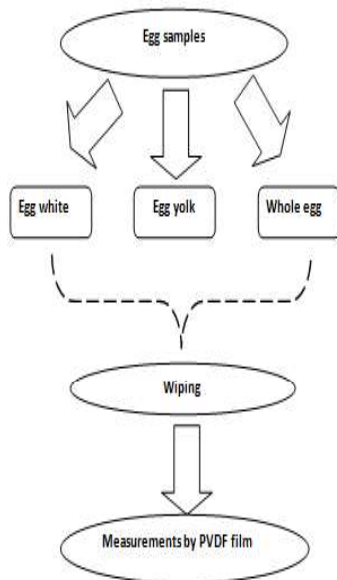 Egg samples
Egg white
Egg yolk
Whole egg
Wiping
Measurements by PVDF film